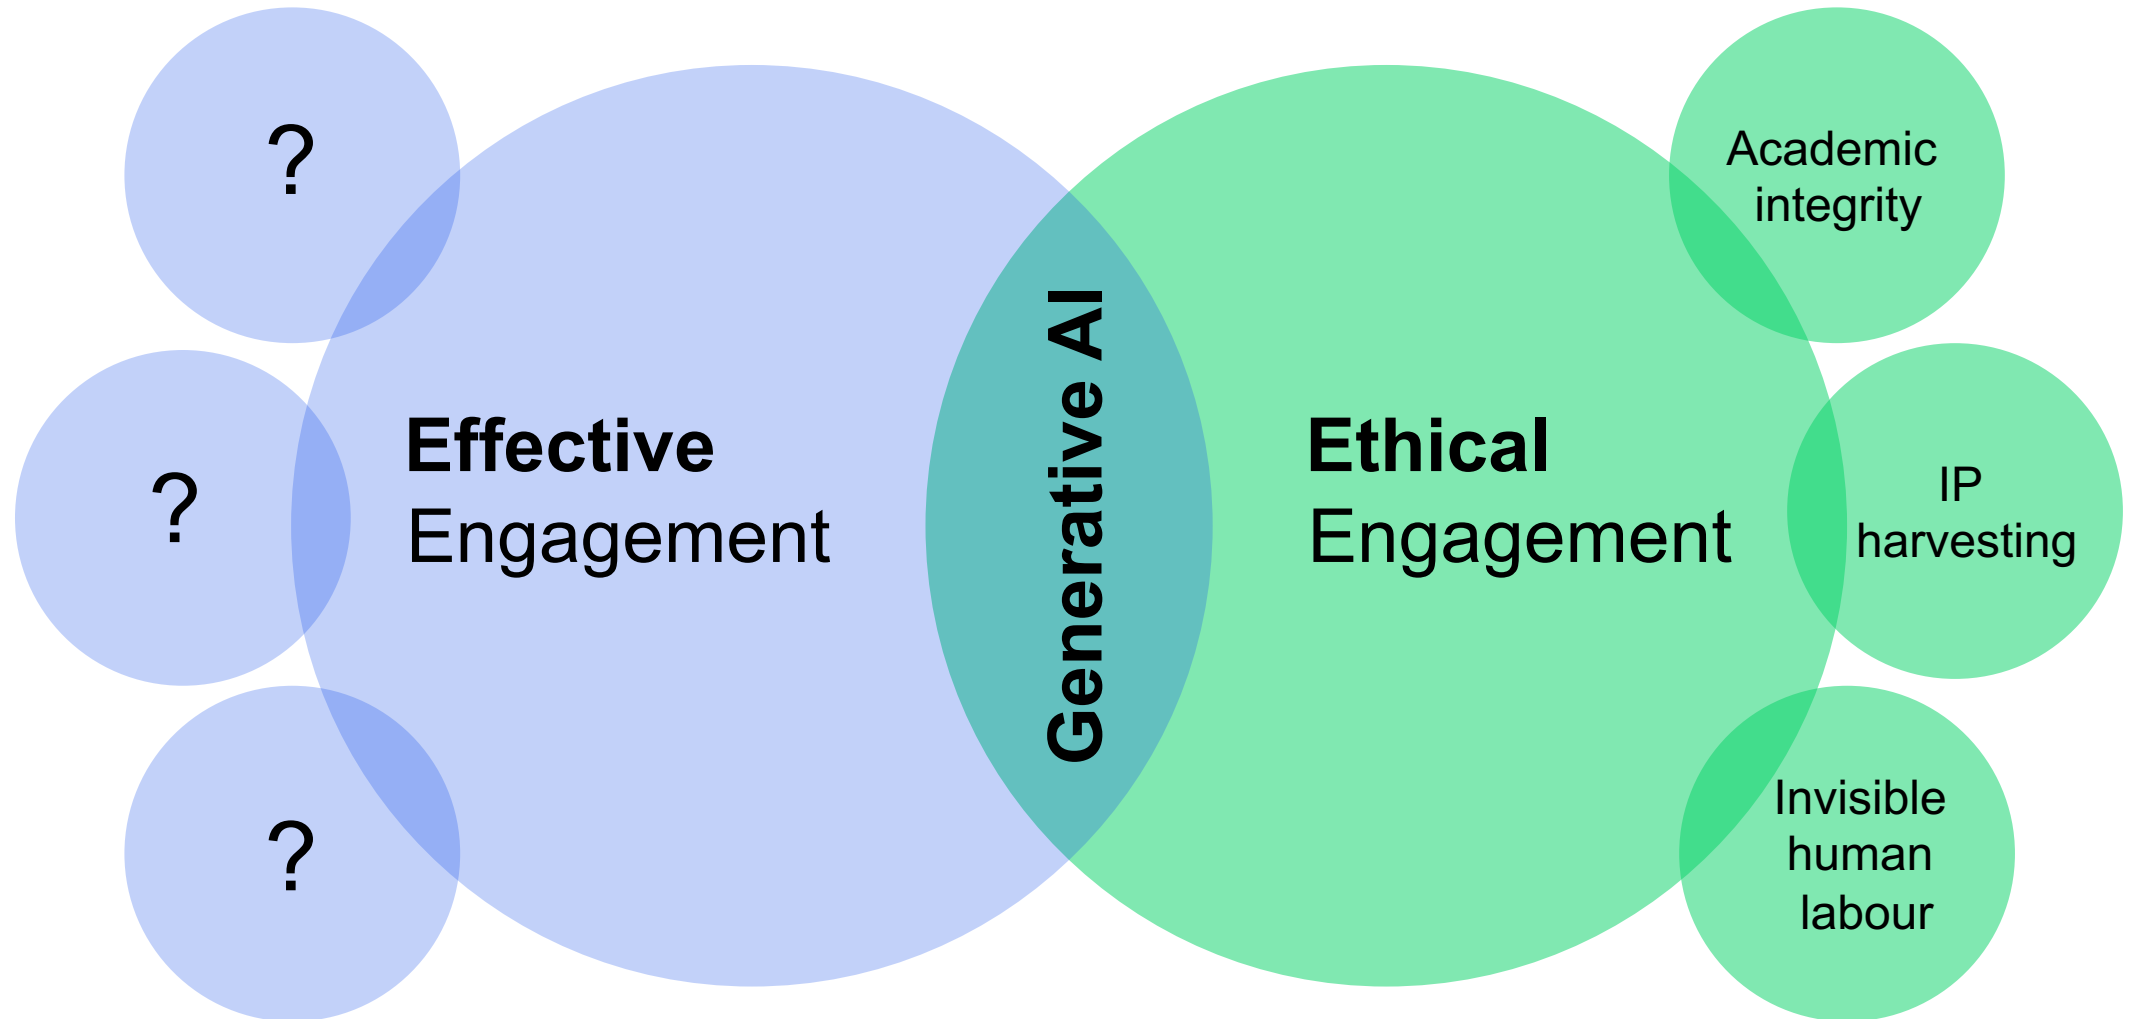 ?
?
?
Effective
Engagement
Generative AI
Ethical
Engagement
Academic
integrity
IP
harvesting
Invisible
human
labour